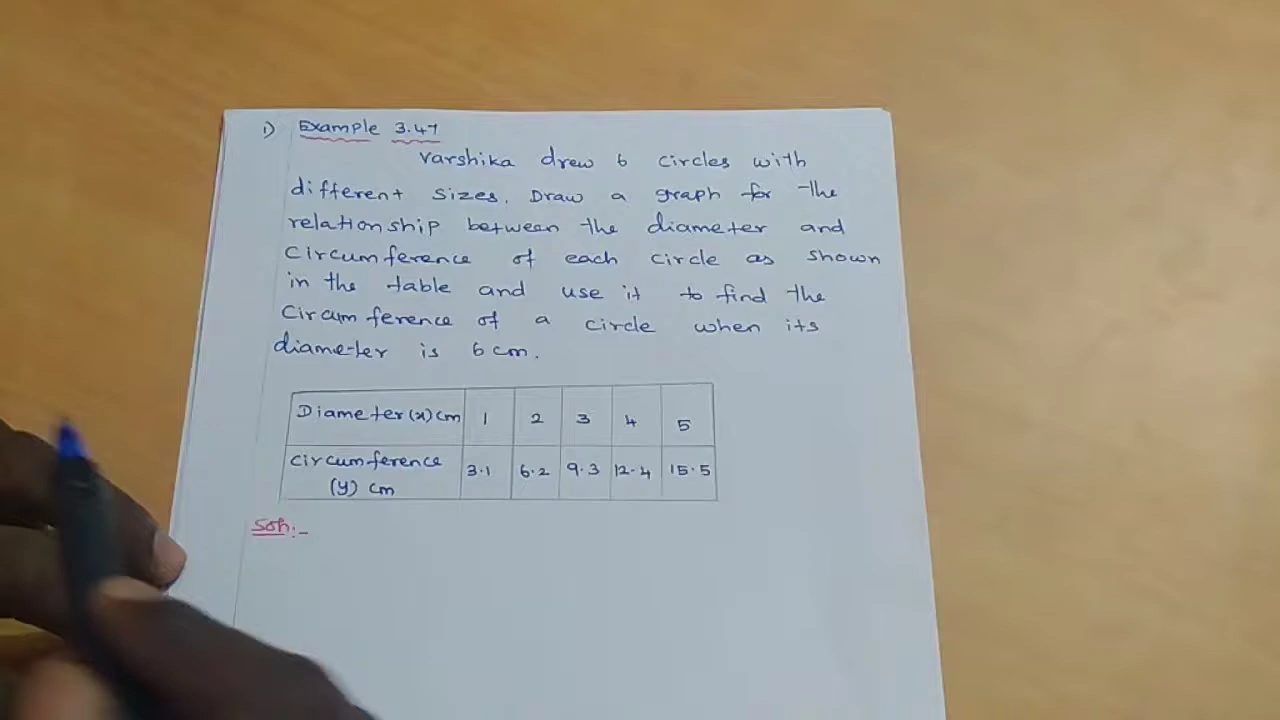 1) Example 3.47
Varshika drew 6 circles with
different sizes. Draw a graph for the
relationship between the diameter and
circumference of each circle as shown
in the table and use it to find the
circumference of a circle when its
diameter is 6 cm.
Diameter (x) cm 1 2 3 4 5
circumference (y) cm 3.1 6.2 9.3 12.4 15.5
Soln:-